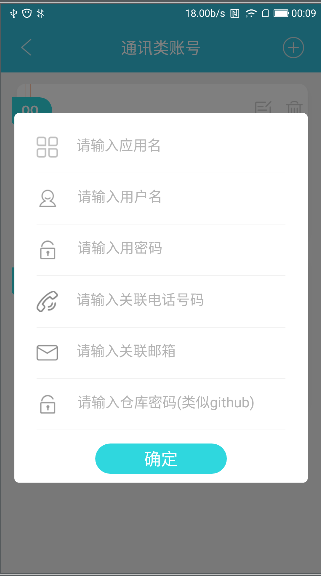 18.00b/s 00:09
通讯类账号
QQ
请输入应用名
请输入用户名
请输入用密码
请输入关联电话号码
请输入关联邮箱
请输入仓库密码(类似github)
确定